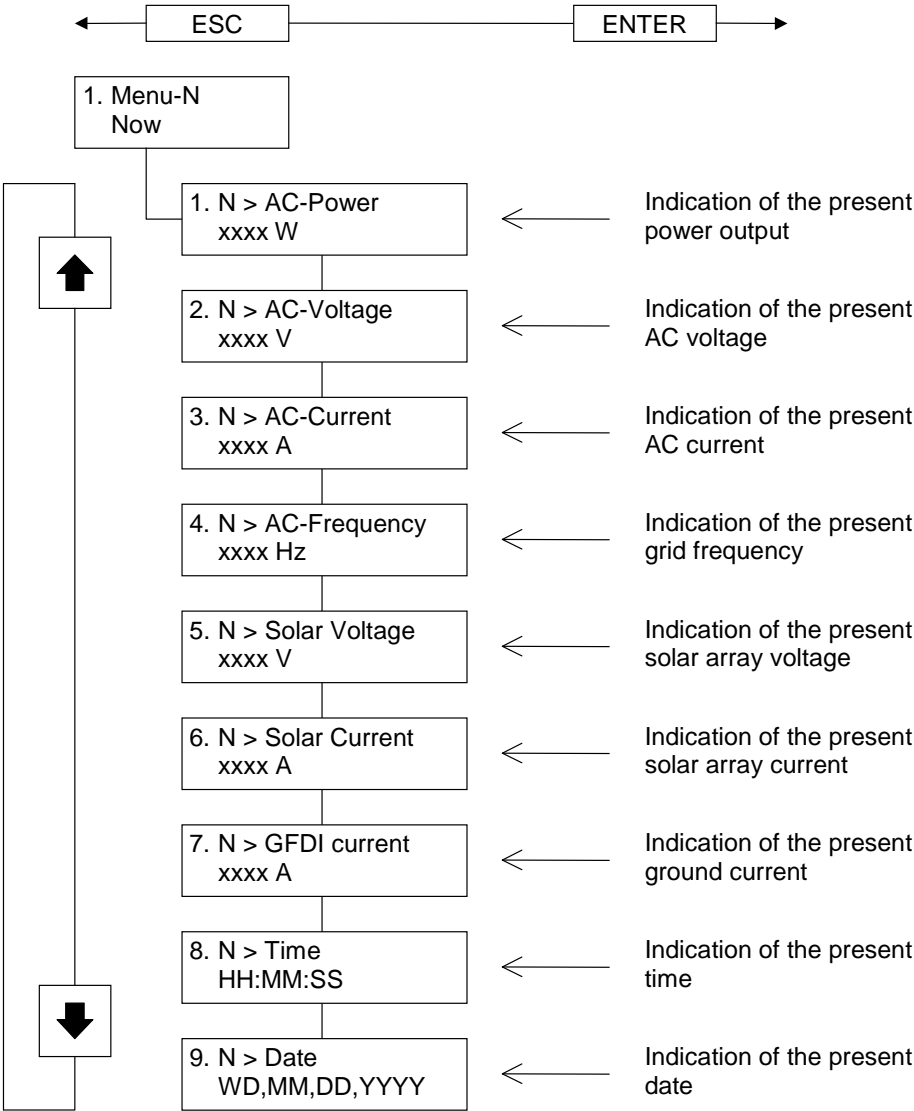 ESC ENTER
1. Menu-N
Now
1. N > AC-Power
xxxx W
Indication of the present
power output
2. N > AC-Voltage
xxxx V
Indication of the present
AC voltage
3. N > AC-Current
xxxx A
Indication of the present
AC current
4. N > AC-Frequency
xxxx Hz
Indication of the present
grid frequency
5. N > Solar Voltage
xxxx V
Indication of the present
solar array voltage
6. N > Solar Current
xxxx A
Indication of the present
solar array current
7. N > GFDI current
xxxx A
Indication of the present
ground current
8. N > Time
HH:MM:SS
Indication of the present
time
9. N > Date
WD,MM,DD,YYYY
Indication of the present
date